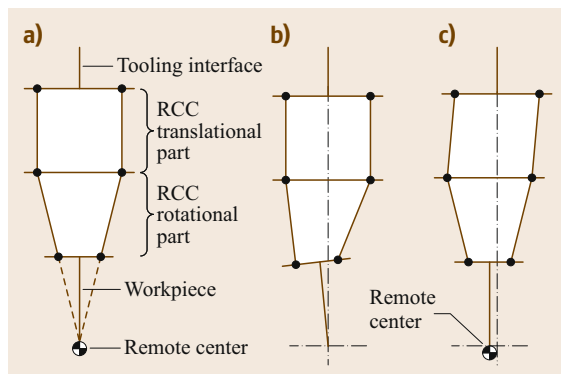 a)
b)
c)
Tooling interface
RCC
translational
part
RCC
rotational
part
Workpiece
Remote center
Remote
center